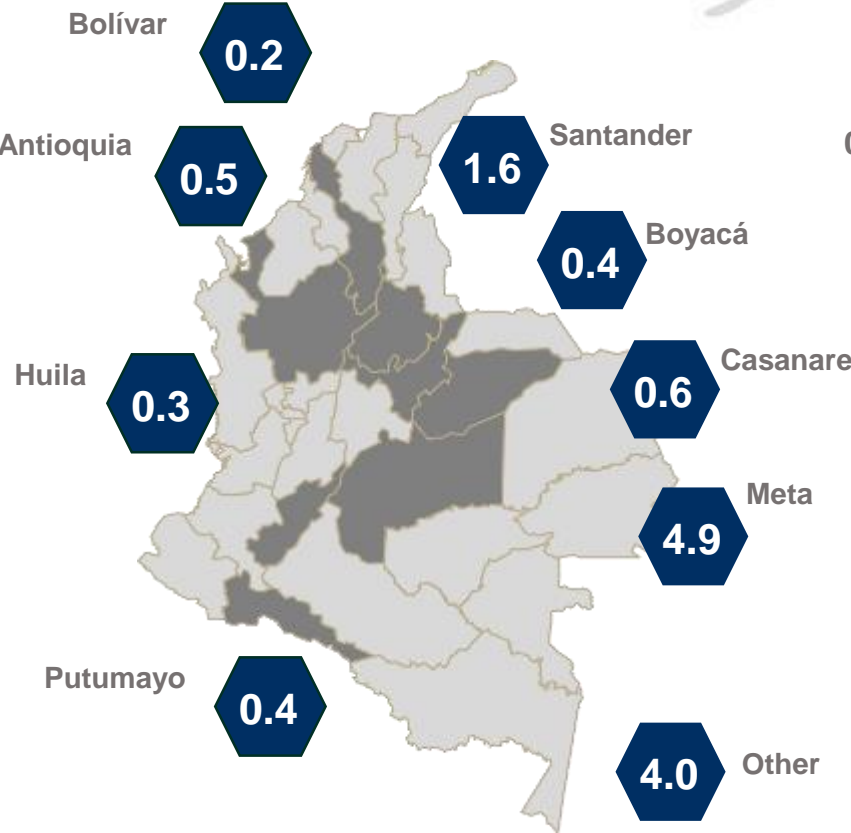 Bolívar
0.2
Antioquia
0.5
Santander
1.6
Boyacá
0.4
Huila
0.3
Casanare
0.6
Meta
4.9
Putumayo
0.4
Other
4.0